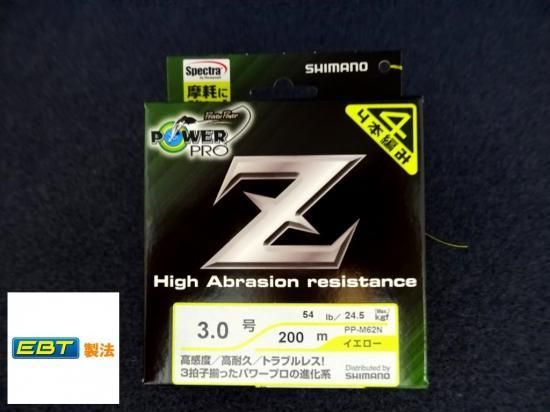 Spectra
by Honeywell
SHIMANO
摩耗に
POWER
PRO
4
本編み
Z
High Abrasion resistance
54 lb/ 24.5 (Max.) kgf
3.0 号 200 m
PP-M62N
イエロー
高感度/高耐久/トラブルレス!
3拍子揃ったパワープロの進化系
Distributed by
SHIMANO
EBT 製法